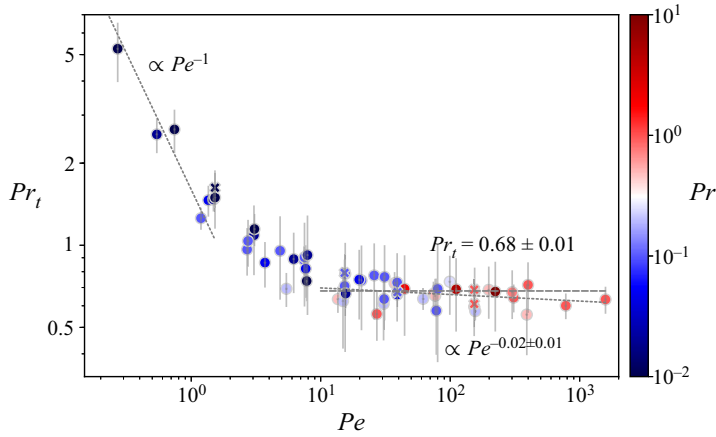 7
5
2
1
0.5
Pr_t
∝ Pe^{−1}
Pr_t = 0.68 ± 0.01
∝ Pe^{−0.02±0.01}
10^0
10^1
10^2
10^3
Pe
10^1
10^0
10^{−1}
10^{−2}
Pr